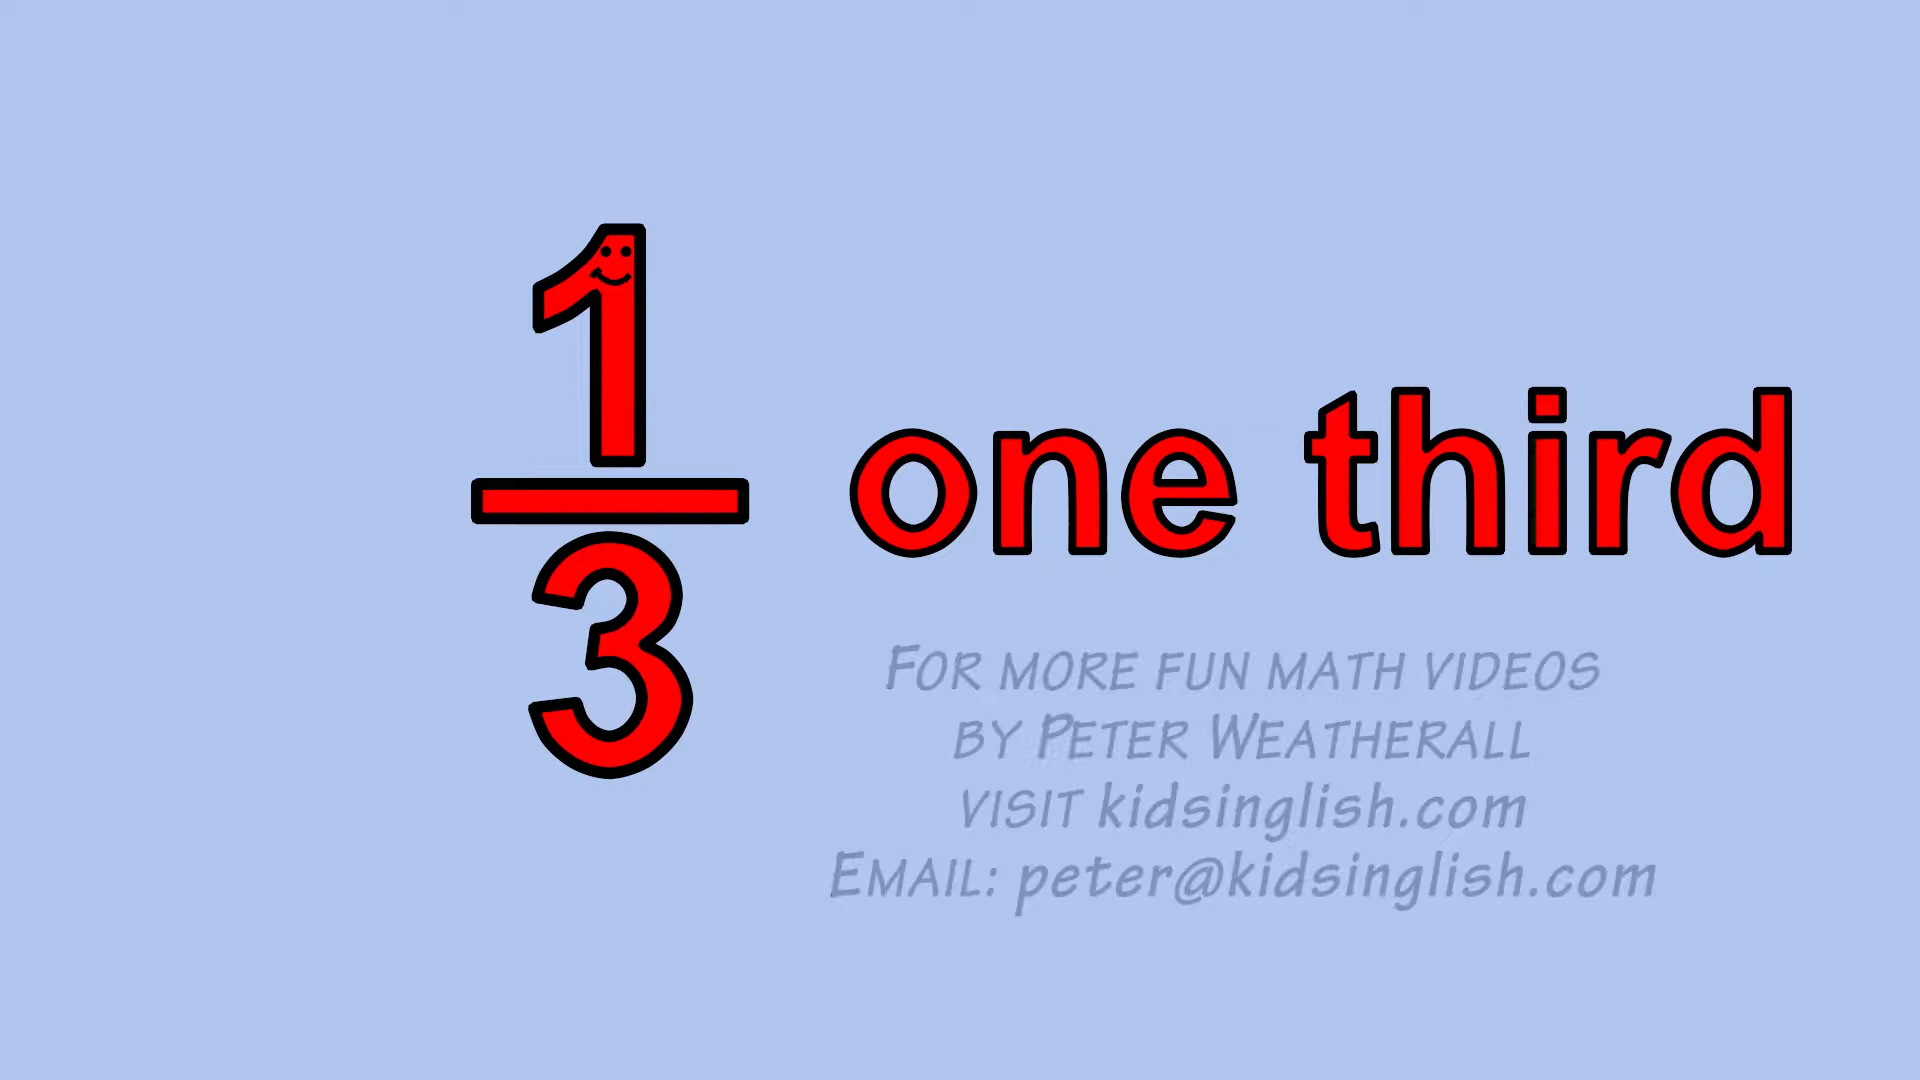 1
3
one third
FOR MORE FUN MATH VIDEOS
BY PETER WEATHERALL
VISIT kidsinglish.com
EMAIL: peter@kidsinglish.com